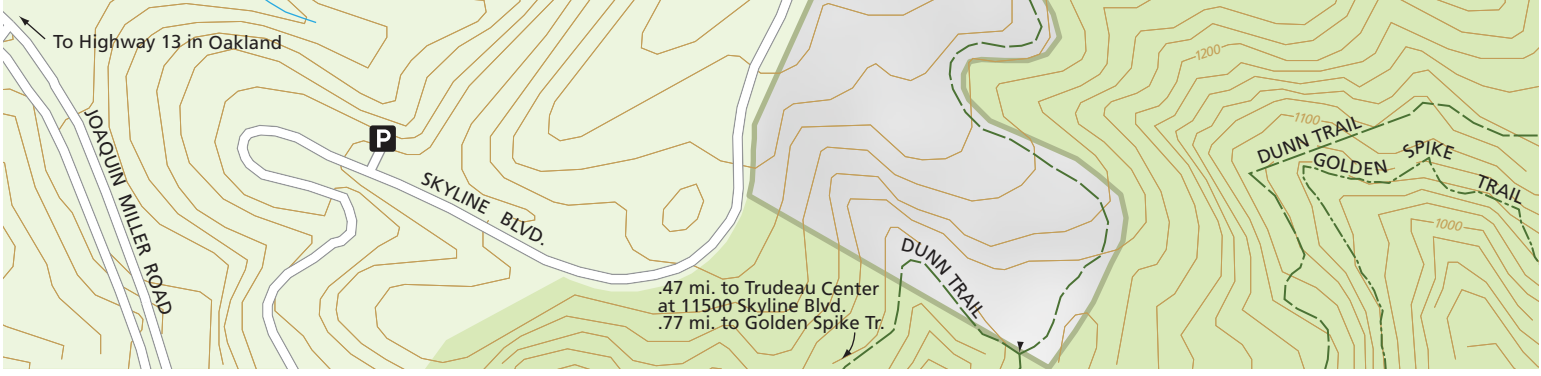 To Highway 13 in Oakland
1200
P
1100
DUNN TRAIL
GOLDEN SPIKE TRAIL
JOAQUIN MILLER ROAD
SKYLINE BLVD.
1000
DUNN TRAIL
.47 mi. to Trudeau Center
at 11500 Skyline Blvd.
.77 mi. to Golden Spike Tr.